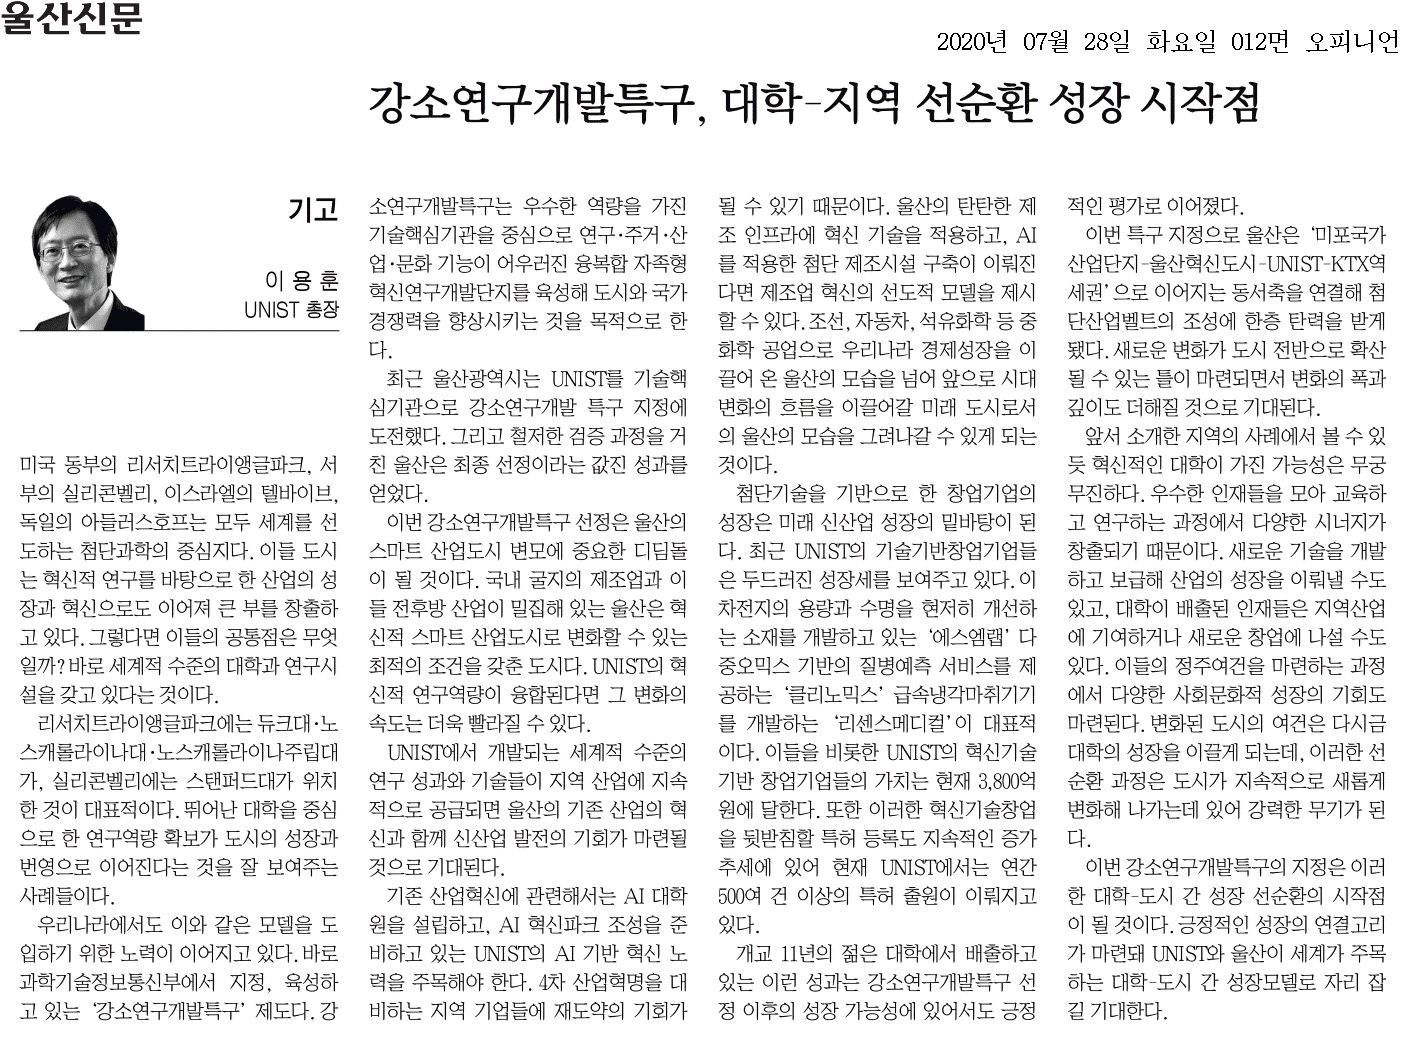 울산신문
2020년 07월 28일 화요일 012면 오피니언
강소연구개발특구, 대학-지역 선순환 성장 시작점
기고
이 용 훈
UNIST 총장
미국 동부의 리서치트라이앵글파크, 서
부의 실리콘벨리, 이스라엘의 텔바이브,
독일의 아들러스호프는 모두 세계를 선
도하는 첨단과학의 중심지다. 이들 도시
는 혁신적 연구를 바탕으로 한 산업의 성
장과 혁신으로도 이어져 큰 부를 창출하
고 있다. 그렇다면 이들의 공통점은 무엇
일까? 바로 세계적 수준의 대학과 연구시
설을 갖고 있다는 것이다.
리서치트라이앵글파크에는 듀크대·노
스캐롤라이나대·노스캐롤라이나주립대
가, 실리콘벨리에는 스탠퍼드대가 위치
한 것이 대표적이다. 뛰어난 대학을 중심
으로 한 연구역량 확보가 도시의 성장과
번영으로 이어진다는 것을 잘 보여주는
사례들이다.
우리나라에서도 이와 같은 모델을 도
입하기 위한 노력이 이어지고 있다. 바로
과학기술정보통신부에서 지정, 육성하
고 있는 '강소연구개발특구' 제도다. 강
소연구개발특구는 우수한 역량을 가진
기술핵심기관을 중심으로 연구·주거·산
업·문화 기능이 어우러진 융복합 자족형
혁신연구개발단지를 육성해 도시와 국가
경쟁력을 향상시키는 것을 목적으로 한
다.
최근 울산광역시는 UNIST를 기술핵
심기관으로 강소연구개발 특구 지정에
도전했다. 그리고 철저한 검증 과정을 거
친 울산은 최종 선정이라는 값진 성과를
얻었다.
이번 강소연구개발특구 선정은 울산의
스마트 산업도시 변모에 중요한 디딤돌
이 될 것이다. 국내 굴지의 제조업과 이
들 전후방 산업이 밀집해 있는 울산은 혁
신적 스마트 산업도시로 변화할 수 있는
최적의 조건을 갖춘 도시다. UNIST의 혁
신적 연구역량이 융합된다면 그 변화의
속도는 더욱 빨라질 수 있다.
UNIST에서 개발되는 세계적 수준의
연구 성과와 기술들이 지역 산업에 지속
적으로 공급되면 울산의 기존 산업의 혁
신과 함께 신산업 발전의 기회가 마련될
것으로 기대된다.
기존 산업혁신에 관련해서는 AI 대학
원을 설립하고, AI 혁신파크 조성을 준
비하고 있는 UNIST의 AI 기반 혁신 노
력을 주목해야 한다. 4차 산업혁명을 대
비하는 지역 기업들에 재도약의 기회가
될 수 있기 때문이다. 울산의 탄탄한 제
조 인프라에 혁신 기술을 적용하고, AI
를 적용한 첨단 제조시설 구축이 이뤄진
다면 제조업 혁신의 선도적 모델을 제시
할 수 있다. 조선, 자동차, 석유화학 등 중
화학 공업으로 우리나라 경제성장을 이
끌어 온 울산의 모습을 넘어 앞으로 시대
변화의 흐름을 이끌어갈 미래 도시로서
의 울산의 모습을 그려나갈 수 있게 되는
것이다.
첨단기술을 기반으로 한 창업기업의
성장은 미래 신산업 성장의 밑바탕이 된
다. 최근 UNIST의 기술기반창업기업들
은 두드러진 성장세를 보여주고 있다. 이
차전지의 용량과 수명을 현저히 개선하
는 소재를 개발하고 있는 '에스엠랩' 다
중오믹스 기반의 질병예측 서비스를 제
공하는 '클리노믹스' 급속냉각마취기기
를 개발하는 '리센스메디컬'이 대표적
이다. 이들을 비롯한 UNIST의 혁신기술
기반 창업기업들의 가치는 현재 3,800억
원에 달한다. 또한 이러한 혁신기술창업
을 뒷받침할 특허 등록도 지속적인 증가
추세에 있어 현재 UNIST에서는 연간
500여 건 이상의 특허 출원이 이뤄지고
있다.
개교 11년의 젊은 대학에서 배출하고
있는 이런 성과는 강소연구개발특구 선
정 이후의 성장 가능성에 있어서도 긍정
적인 평가로 이어졌다.
이번 특구 지정으로 울산은 '미포국가
산업단지-울산혁신도시-UNIST-KTX역
세권'으로 이어지는 동서축을 연결해 첨
단산업벨트의 조성에 한층 탄력을 받게
됐다. 새로운 변화가 도시 전반으로 확산
될 수 있는 틀이 마련되면서 변화의 폭과
깊이도 더해질 것으로 기대된다.
앞서 소개한 지역의 사례에서 볼 수 있
듯 혁신적인 대학이 가진 가능성은 무궁
무진하다. 우수한 인재들을 모아 교육하
고 연구하는 과정에서 다양한 시너지가
창출되기 때문이다. 새로운 기술을 개발
하고 보급해 산업의 성장을 이뤄낼 수도
있고, 대학이 배출된 인재들은 지역산업
에 기여하거나 새로운 창업에 나설 수도
있다. 이들의 정주여건을 마련하는 과정
에서 다양한 사회문화적 성장의 기회도
마련된다. 변화된 도시의 여건은 다시금
대학의 성장을 이끌게 되는데, 이러한 선
순환 과정은 도시가 지속적으로 새롭게
변화해 나가는데 있어 강력한 무기가 된
다.
이번 강소연구개발특구의 지정은 이러
한 대학-도시 간 성장 선순환의 시작점
이 될 것이다. 긍정적인 성장의 연결고리
가 마련돼 UNIST와 울산이 세계가 주목
하는 대학-도시 간 성장모델로 자리 잡
길 기대한다.